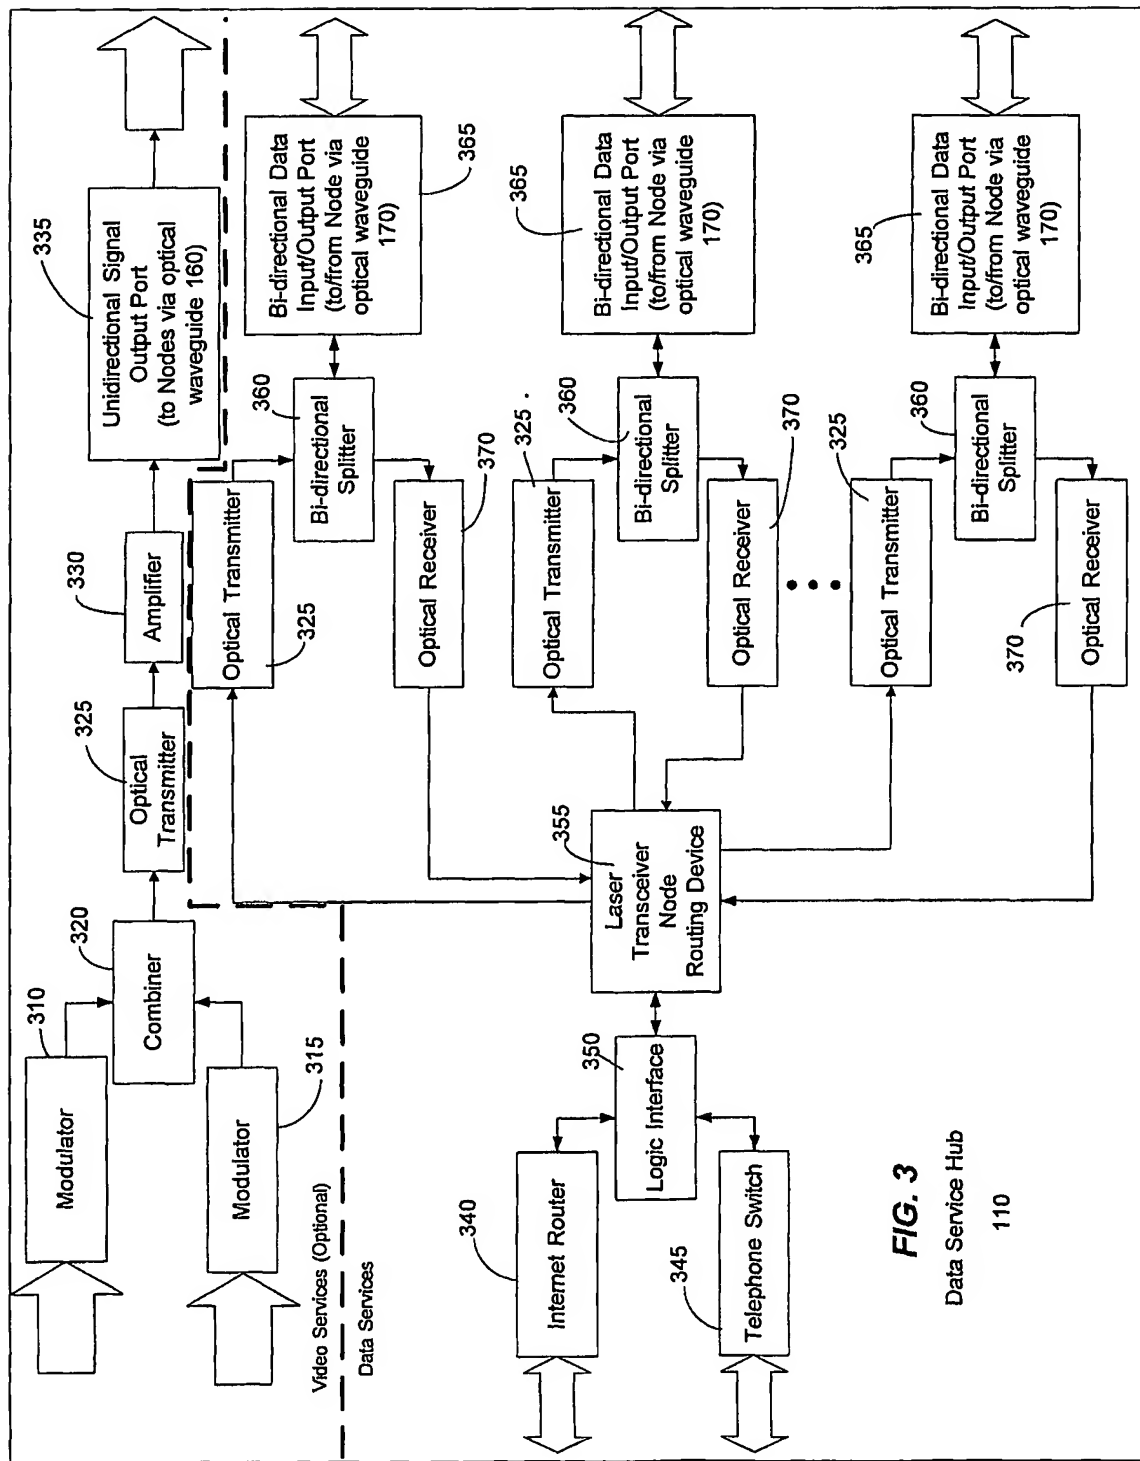 310
Modulator
315
Modulator
320
Combiner
325
Optical
Transmitter
330
Amplifier
335
Unidirectional Signal
Output Port
(to Nodes via optical
waveguide 160)
Video Services (Optional)
Data Services
340
Internet Router
345
Telephone Switch
350
Logic Interface
355
Laser
Transceiver
Node
Routing Device
325
Optical Transmitter
360
Bi-directional
Splitter
370
Optical Receiver
Bi-directional Data
Input/Output Port
(to/from Node via
optical waveguide
170)
365
325
Optical Transmitter
360
Bi-directional
Splitter
370
Optical Receiver
Bi-directional Data
Input/Output Port
(to/from Node via
optical waveguide
170)
365
325
Optical Transmitter
360
Bi-directional
Splitter
370
Optical Receiver
Bi-directional Data
Input/Output Port
(to/from Node via
optical waveguide
170)
365
FIG. 3
Data Service Hub
110